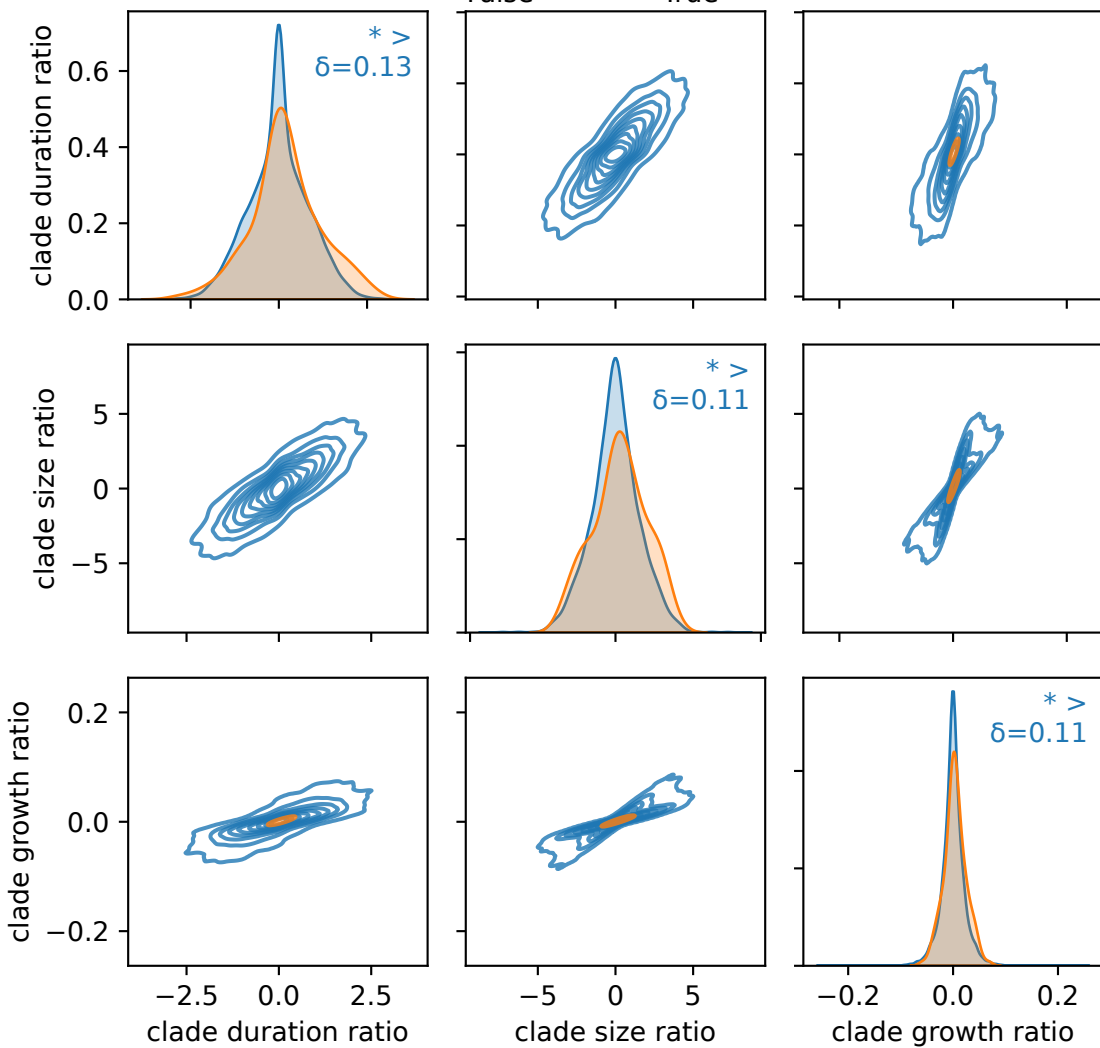 True
clade duration ratio
0.6
0.4
0.2
0.0
* >
δ=0.13
clade size ratio
5
0
−5
* >
δ=0.11
clade growth ratio
0.2
0.0
−0.2
* >
δ=0.11
−2.5 0.0 2.5
−5 0 5
−0.2 0.0 0.2
clade duration ratio
clade size ratio
clade growth ratio